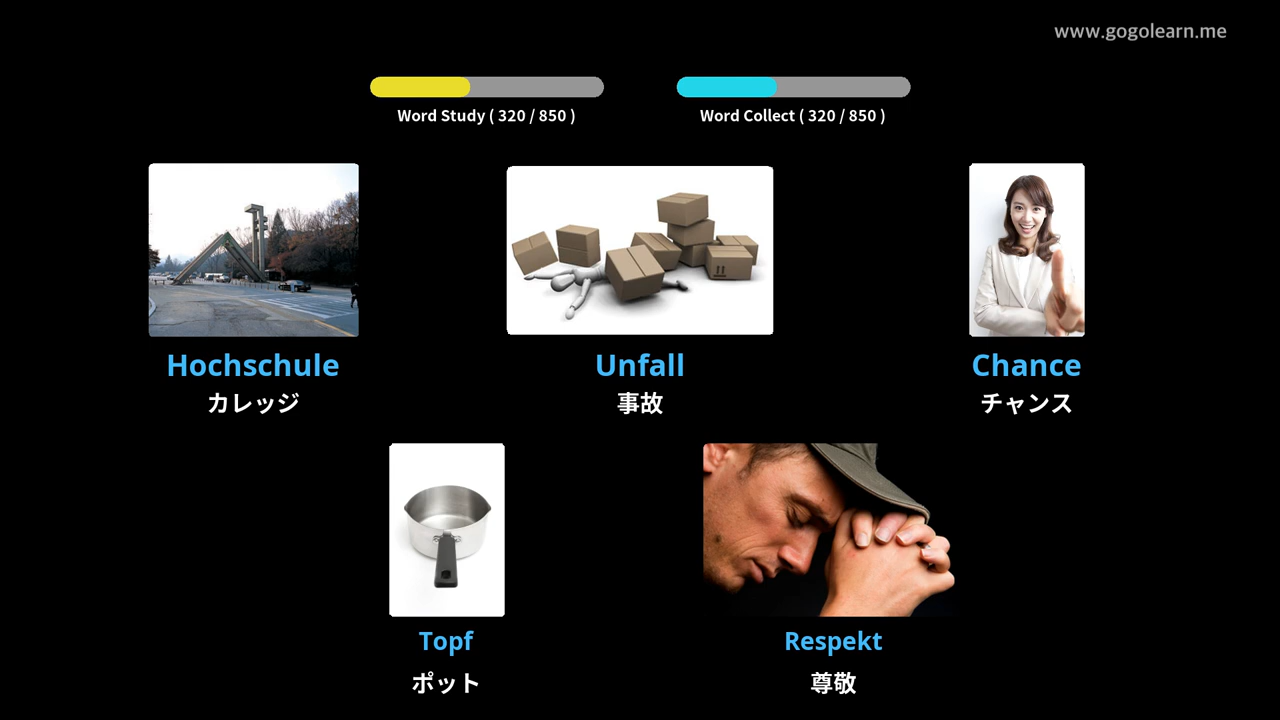 www.gogolearn.me
Word Study ( 320 / 850 )
Word Collect ( 320 / 850 )
Hochschule
カレッジ
Unfall
事故
Chance
チャンス
Topf
ポット
Respekt
尊敬